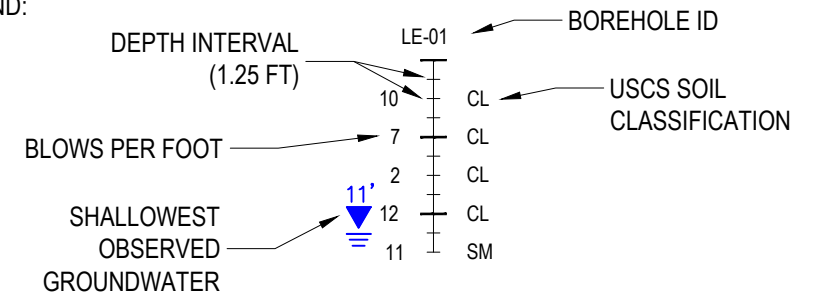 ND:
BOREHOLE ID
LE-01
DEPTH INTERVAL
(1.25 FT)
10 CL
USCS SOIL
CLASSIFICATION
BLOWS PER FOOT
7 CL
2 CL
11'
12 CL
SHALLOWEST
OBSERVED
GROUNDWATER
11 SM